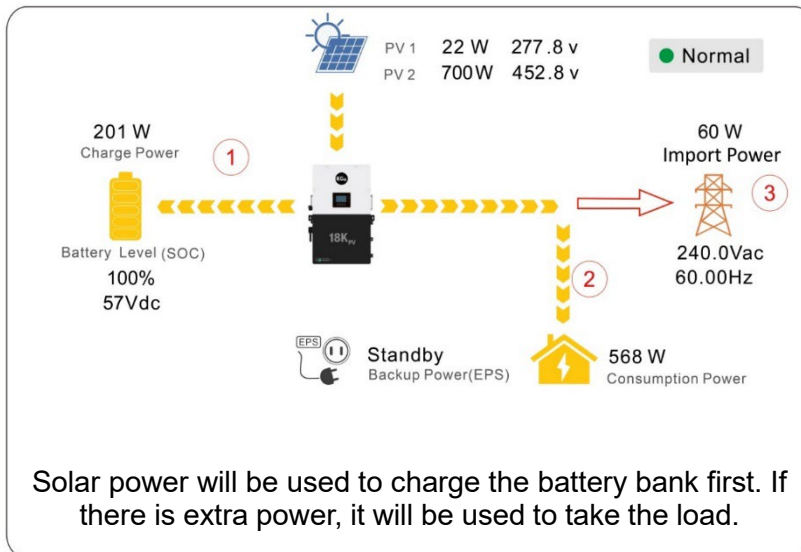 PV 1 22 W 277.8 v
PV 2 700W 452.8 v
Normal
201 W
Charge Power
1
60 W
Import Power
3
EG4
18KPV
Battery Level (SOC)
100%
57Vdc
240.0Vac
60.00Hz
2
EPS
Standby
Backup Power(EPS)
568 W
Consumption Power
Solar power will be used to charge the battery bank first. If
there is extra power, it will be used to take the load.